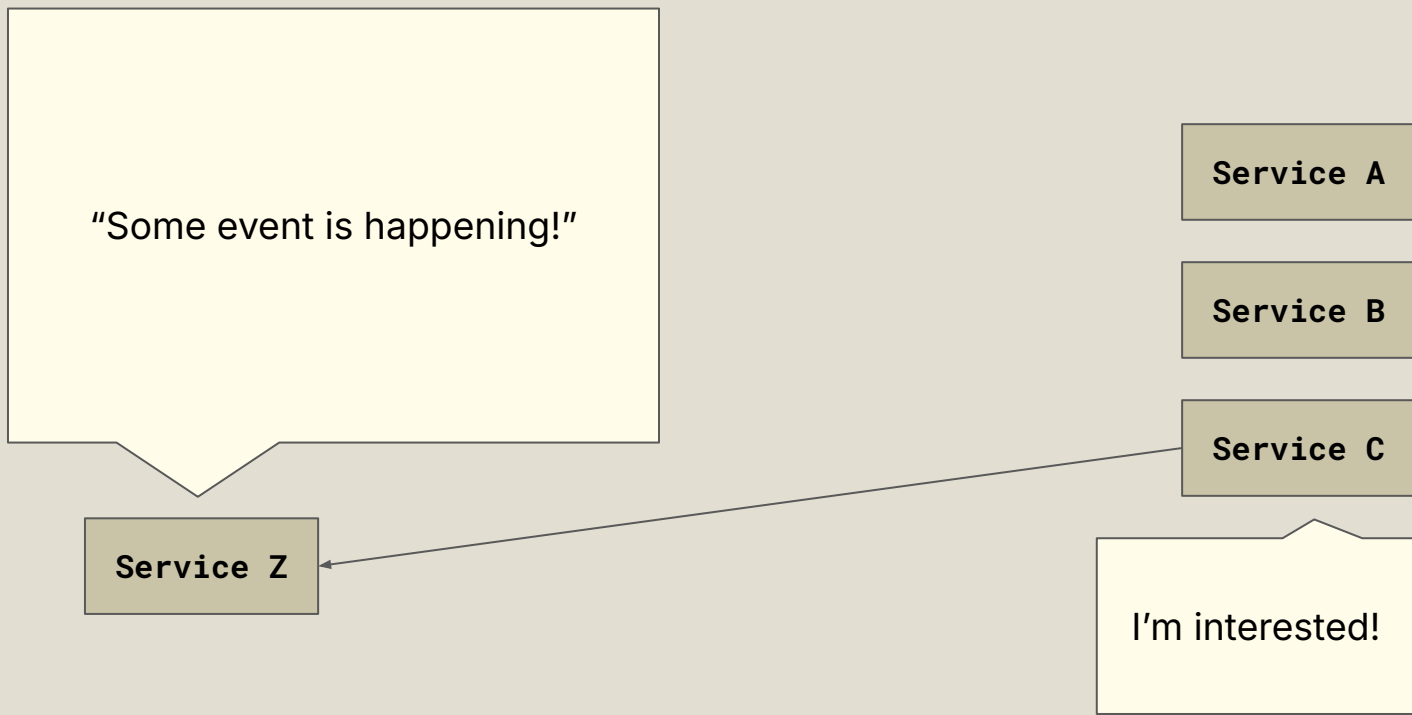 “Some event is happening!”
Service A
Service B
Service C
Service Z
I’m interested!